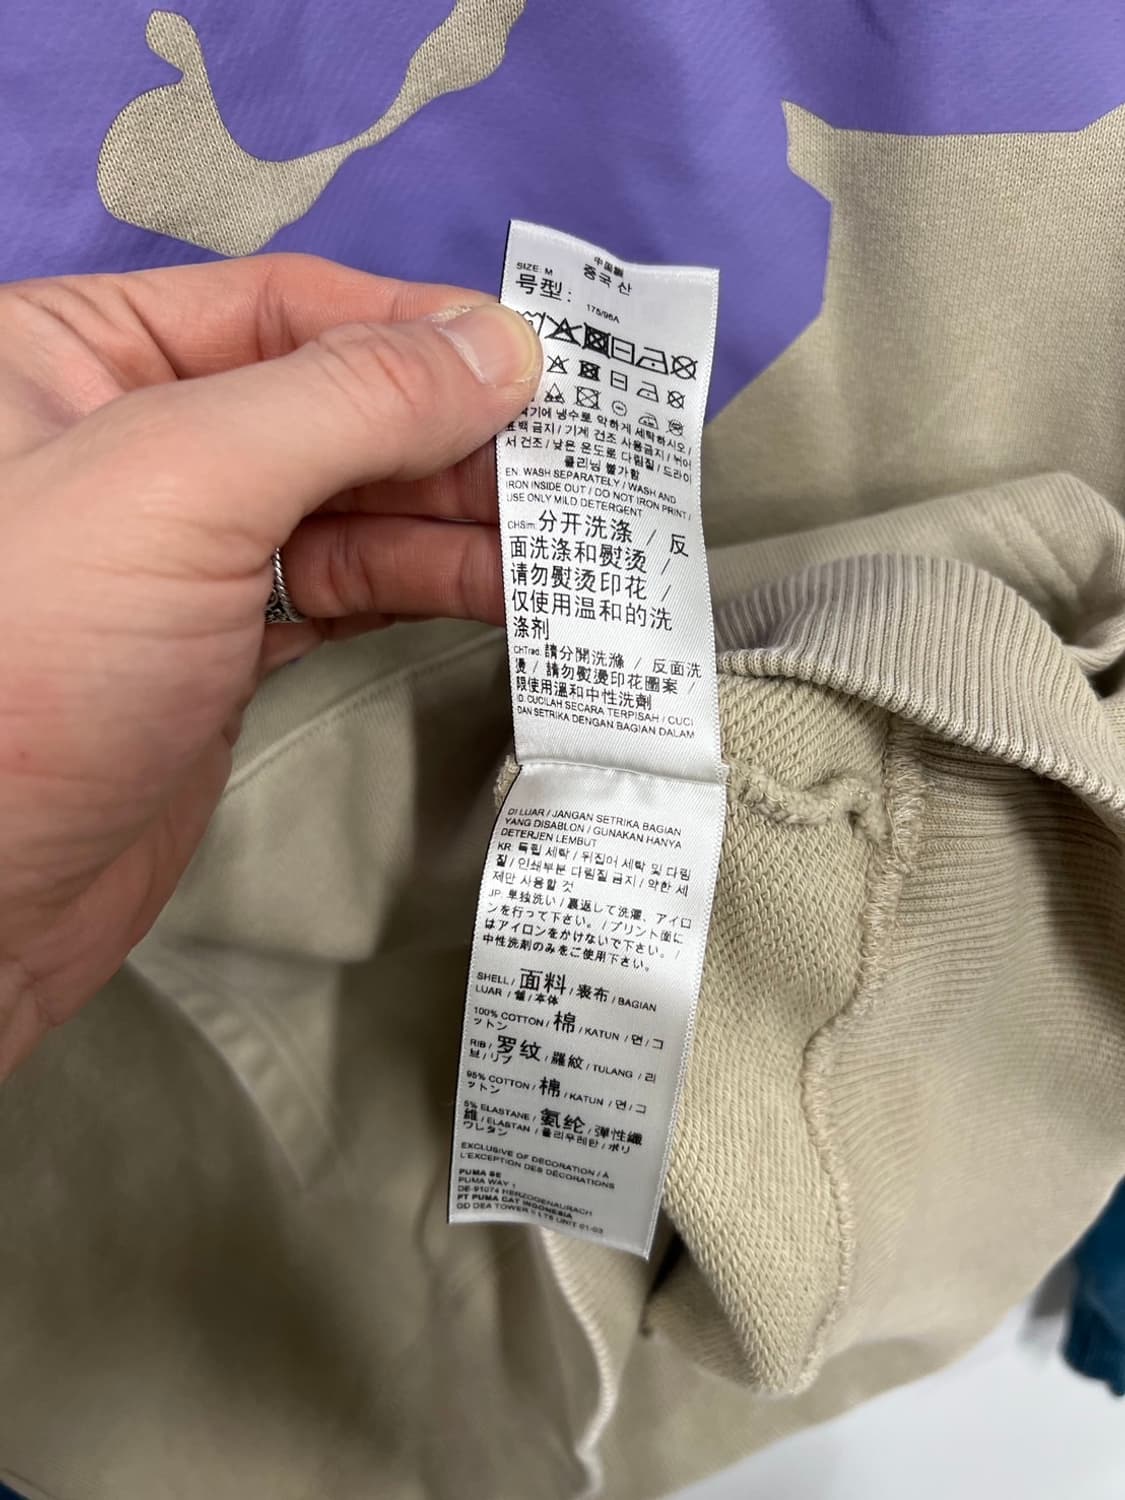 中国製
SIZE: M 중국 산
号型:
175/96A
기에 냉수로 약하게 세탁하시오/
표백 금지/기계 건조 사용금지/뉘어
서 건조/낮은 온도로 다림질/드라이
클리닝 불가함
EN: WASH SEPARATELY / WASH AND
IRON INSIDE OUT / DO NOT IRON PRINT /
USE ONLY MILD DETERGENT
CHSim: 分开洗涤 / 反
面洗涤和熨烫 /
请勿熨烫印花 /
仅使用温和的洗
涤剂
CHTrad: 請分開洗滌 / 反面洗
燙 / 請勿熨燙印花圖案 /
限使用溫和中性洗劑
ID: CUCILAH SECARA TERPISAH / CUCI
DAN SETRIKA DENGAN BAGIAN DALAM
DI LUAR / JANGAN SETRIKA BAGIAN
YANG DISABLON / GUNAKAN HANYA
DETERJEN LEMBUT
KR: 독립 세탁 / 뒤집어 세탁 및 다림
질 / 인쇄부분 다림질 금지 / 약한 세
제만 사용할 것
JP: 単独洗い / 裏返して洗濯、アイロ
ンを行って下さい。 / プリント面に
はアイロンをかけないで下さい。 /
中性洗剤のみをご使用下さい。
SHELL / 面料 / 表布 / BAGIAN
LUAR / 쉘 / 本体
100% COTTON / 棉 / KATUN / 면 / コ
ットン
RIB / 罗纹 / 羅紋 / TULANG / 리
브 / リブ
95% COTTON / 棉 / KATUN / 면 / コ
ットン
5% ELASTANE / 氨纶 / 彈性纖
維 / ELASTAN / 폴리우레탄 / ポリ
ウレタン
EXCLUSIVE OF DECORATION / À
L'EXCEPTION DES DÉCORATIONS
PUMA SE
PUMA WAY 1
DE-91074 HERZOGENAURACH
PT PUMA CAT INDONESIA
GD DEA TOWER II LT5 UNIT 01-03